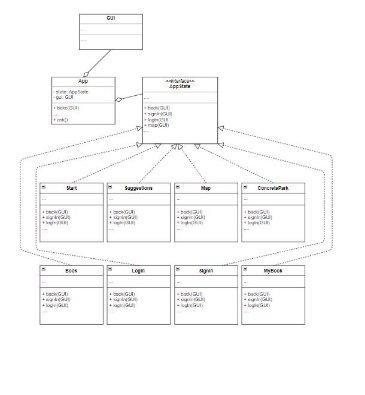 GUI
...
...
App
- state: AppState
- gui: GUI
+ back(GUI)
...
+ ask()
<<Interface>>
AppState
...
+ back(GUI)
+ signIn(GUI)
+ logIn(GUI)
+ map(GUI)
...
Start
...
+ back(GUI)
+ signIn(GUI)
+ logIn(GUI)
...
Suggestions
...
+ back(GUI)
+ signIn(GUI)
+ logIn(GUI)
...
Map
...
+ back(GUI)
+ signIn(GUI)
+ logIn(GUI)
...
ConcretePark
...
+ back(GUI)
+ signIn(GUI)
+ logIn(GUI)
...
Book
...
+ back(GUI)
+ signIn(GUI)
+ logIn(GUI)
...
LogIn
...
+ back(GUI)
+ signIn(GUI)
+ logIn(GUI)
...
SignIn
...
+ back(GUI)
+ signIn(GUI)
+ logIn(GUI)
...
MyBook
...
+ back(GUI)
+ signIn(GUI)
+ logIn(GUI)
...